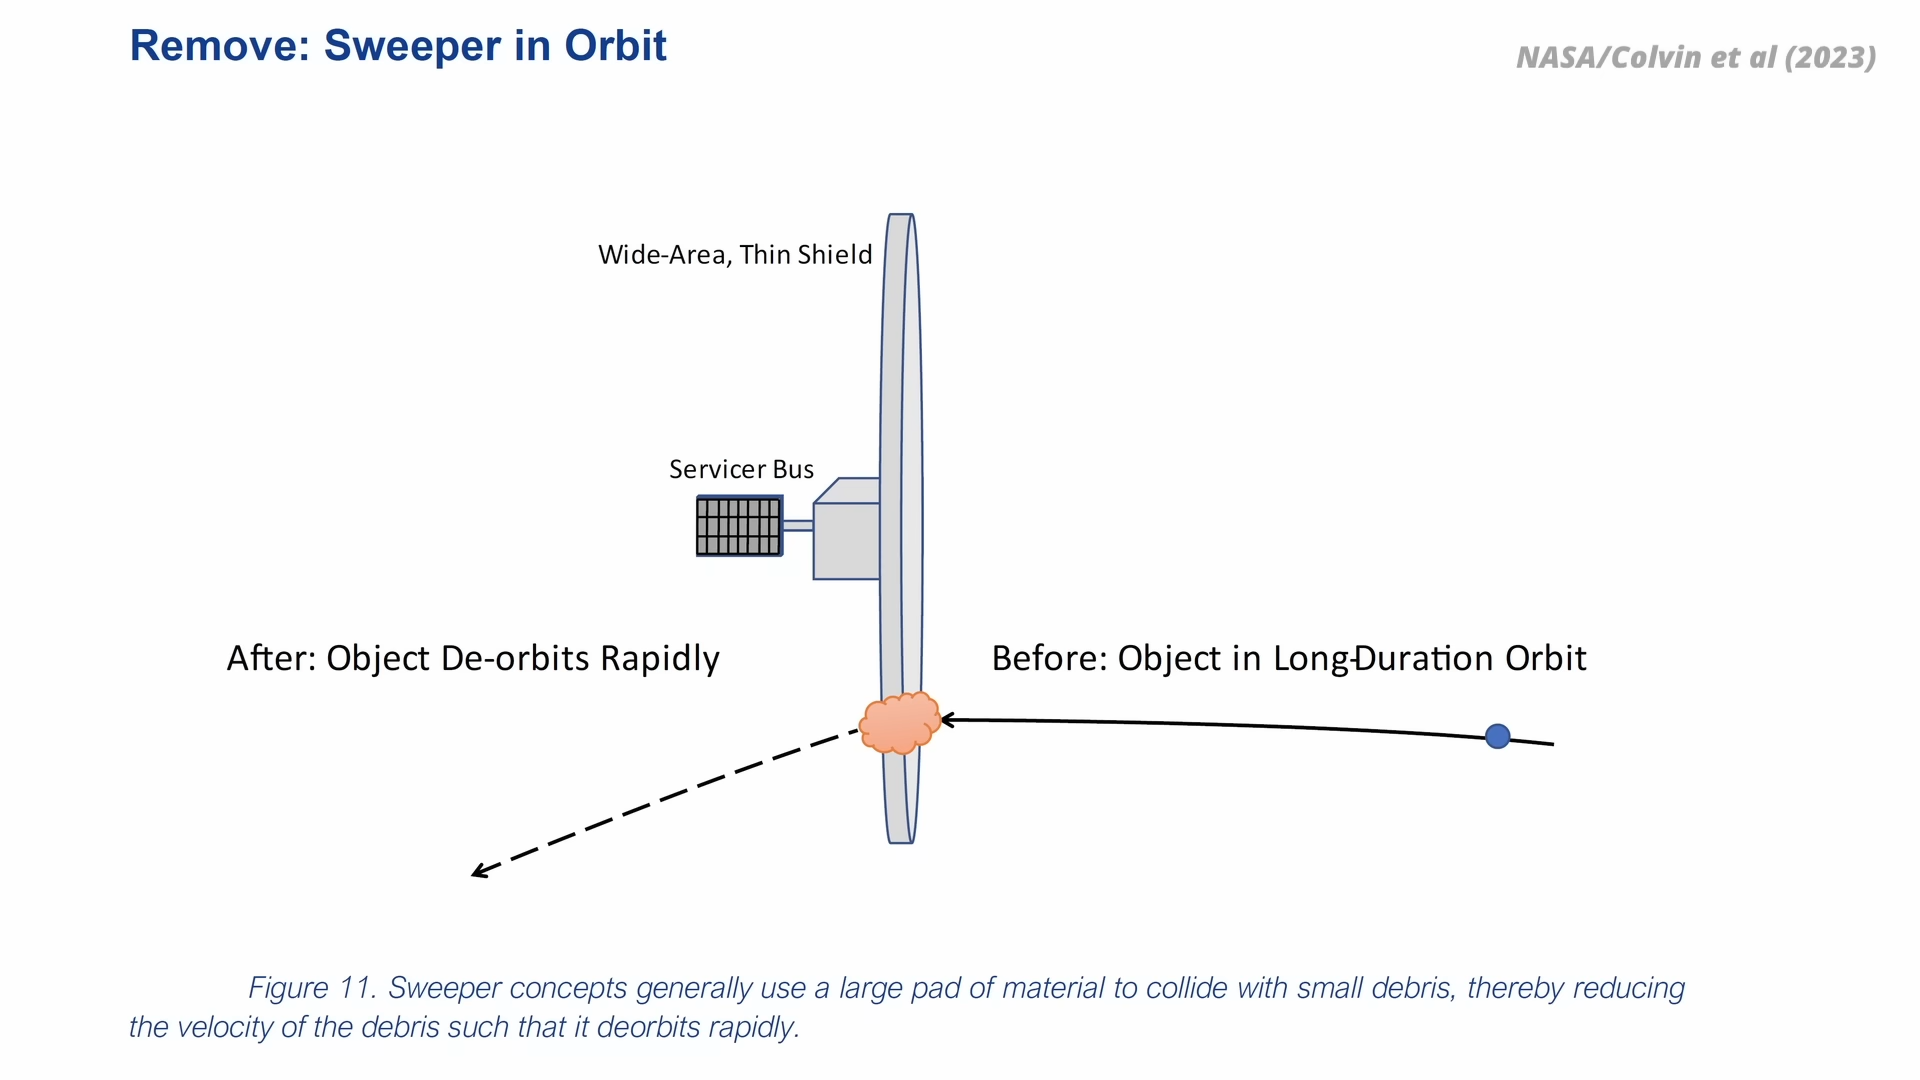 Remove: Sweeper in Orbit
NASA/Colvin et al (2023)
Wide-Area, Thin Shield
Servicer Bus
After: Object De-orbits Rapidly
Before: Object in Long-Duration Orbit
Figure 11. Sweeper concepts generally use a large pad of material to collide with small debris, thereby reducing
the velocity of the debris such that it deorbits rapidly.